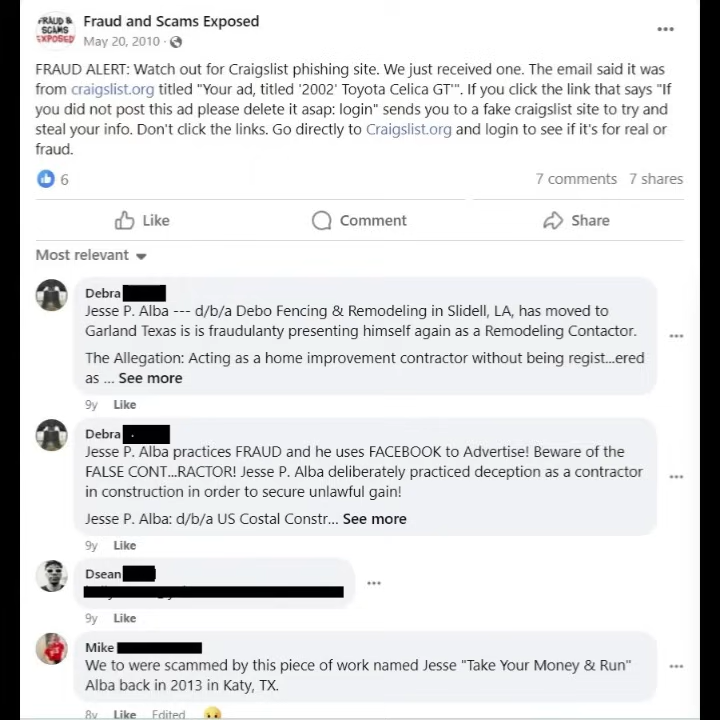 FRAUD &
SCAMS
EXPOSED
Fraud and Scams Exposed
May 20, 2010 ·
FRAUD ALERT: Watch out for Craigslist phishing site. We just received one. The email said it was
from craigslist.org titled "Your ad, titled '2002' Toyota Celica GT'". If you click the link that says "If
you did not post this ad please delete it asap: login" sends you to a fake craigslist site to try and
steal your info. Don't click the links. Go directly to Craigslist.org and login to see if it's for real or
fraud.
6
7 comments 7 shares
Like Comment Share
Most relevant
Debra
Jesse P. Alba --- d/b/a Debo Fencing & Remodeling in Slidell, LA, has moved to
Garland Texas is is fraudulanty presenting himself again as a Remodeling Contactor.
The Allegation: Acting as a home improvement contractor without being regist...ered
as ... See more
9y Like
Debra
Jesse P. Alba practices FRAUD and he uses FACEBOOK to Advertise! Beware of the
FALSE CONT...RACTOR! Jesse P. Alba deliberately practiced deception as a contractor
in construction in order to secure unlawful gain!
Jesse P. Alba: d/b/a US Costal Constr... See more
9y Like
Dsean
9y Like
Mike
We to were scammed by this piece of work named Jesse "Take Your Money & Run"
Alba back in 2013 in Katy, TX.
8y Like Edited